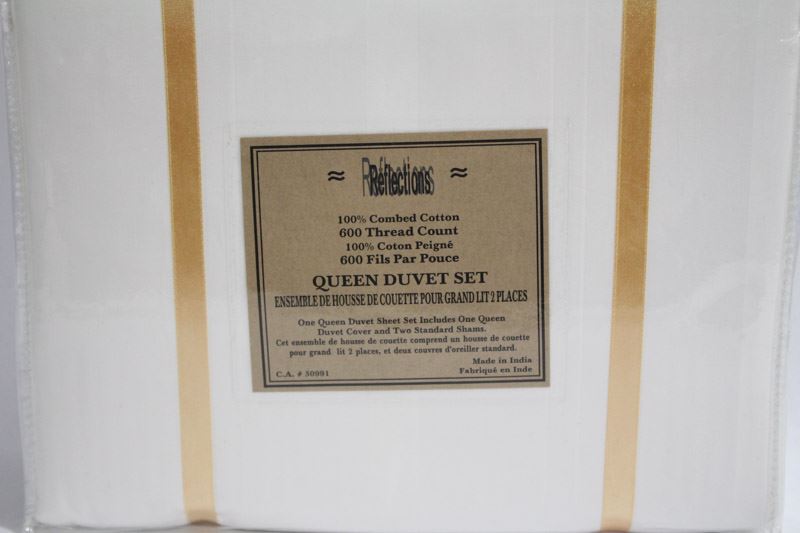 ≈ Réflections ≈
100% Combed Cotton
600 Thread Count
100% Coton Peigné
600 Fils Par Pouce
QUEEN DUVET SET
ENSEMBLE DE HOUSSE DE COUETTE POUR GRAND LIT 2 PLACES
One Queen Duvet Sheet Set Includes One Queen
Duvet Cover and Two Standard Shams.
Cet ensemble de housse de couette comprend un housse de couette
pour grand lit 2 places, et deux couvres d'oreiller standard.
Made in India
C.A. # 30991 Fabriqué en Inde